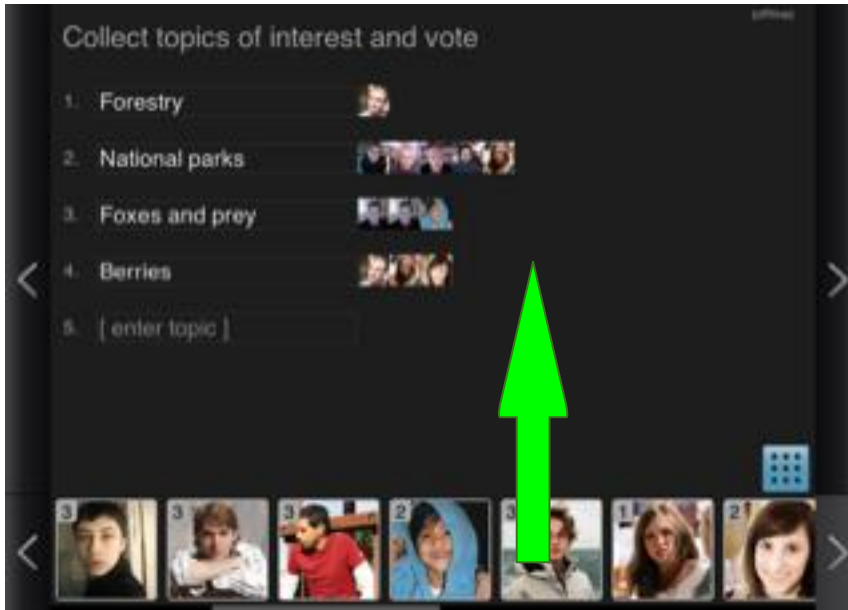 Collect topics of interest and vote
1. Forestry
2. National parks
3. Foxes and prey
4. Berries
5. [ enter topic ]
3 3 3 2 3 1 2